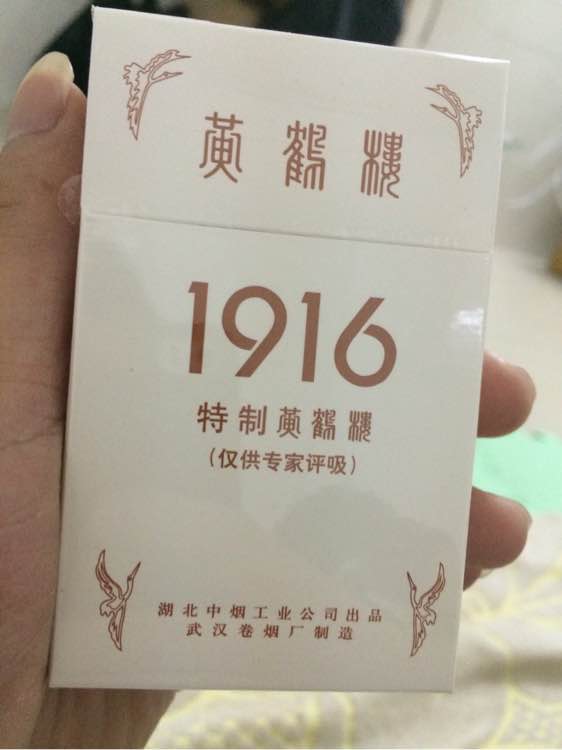 黄鹤楼
1916
特制黄鹤楼
（仅供专家评吸）
湖北中烟工业公司出品
武汉卷烟厂制造